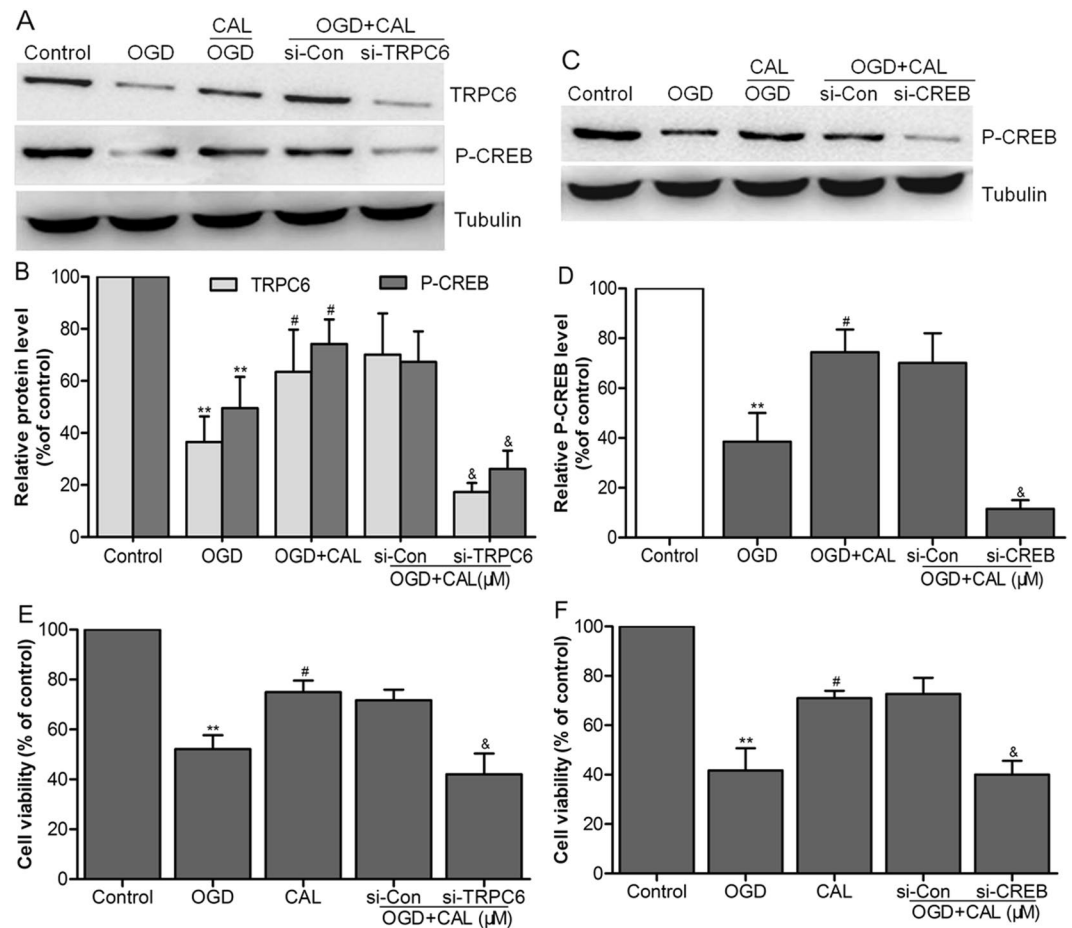 A
Control
OGD
CAL
OGD
OGD+CAL
si-Con
si-TRPC6
TRPC6
P-CREB
Tubulin
C
Control
OGD
CAL
OGD
OGD+CAL
si-Con
si-CREB
P-CREB
Tubulin
B
Relative protein level
(%of control)
100
80
60
40
20
0
TRPC6
P-CREB
**
**
#
#
&
&
Control
OGD
OGD+CAL
si-Con
si-TRPC6
OGD+CAL(μM)
D
Relative P-CREB level
(%of control)
100
80
60
40
20
0
**
#
&
Control
OGD
OGD+CAL
si-Con
si-CREB
OGD+CAL (μM)
E
Cell viability (% of control)
100
80
60
40
20
0
**
#
&
Control
OGD
CAL
si-Con
si-TRPC6
OGD+CAL (μM)
F
Cell viability (% of control)
100
80
60
40
20
0
**
#
&
Control
OGD
CAL
si-Con
si-CREB
OGD+CAL (μM)